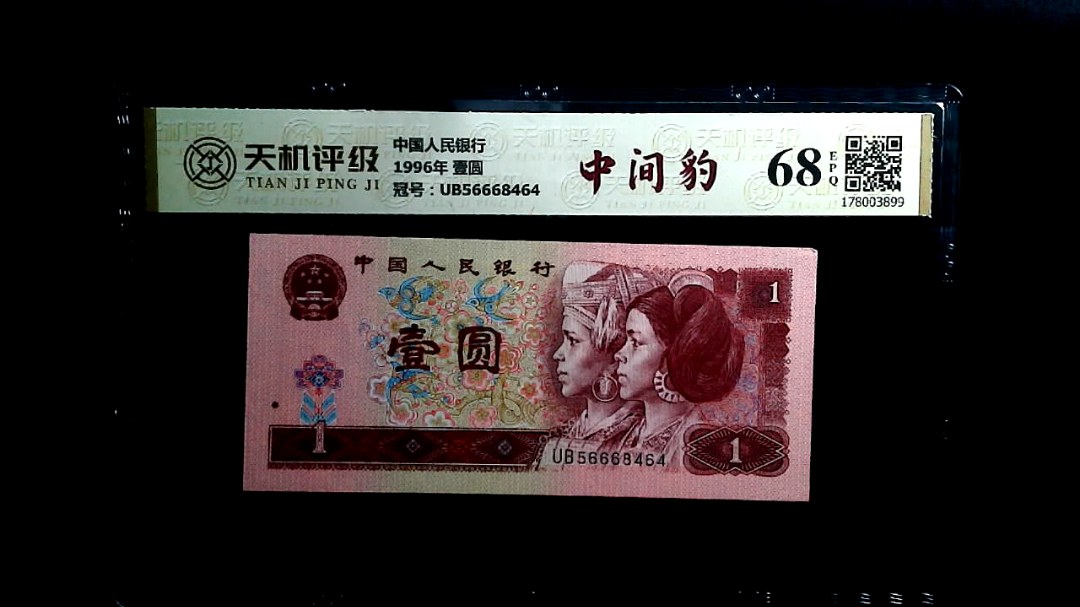 天机评级
TIAN JI PING JI
中国人民银行
1996年 壹圆
冠号：UB56668464
中间豹
68
EPQ
178003899
中国人民银行
1
壹圆
1
1
UB56668464